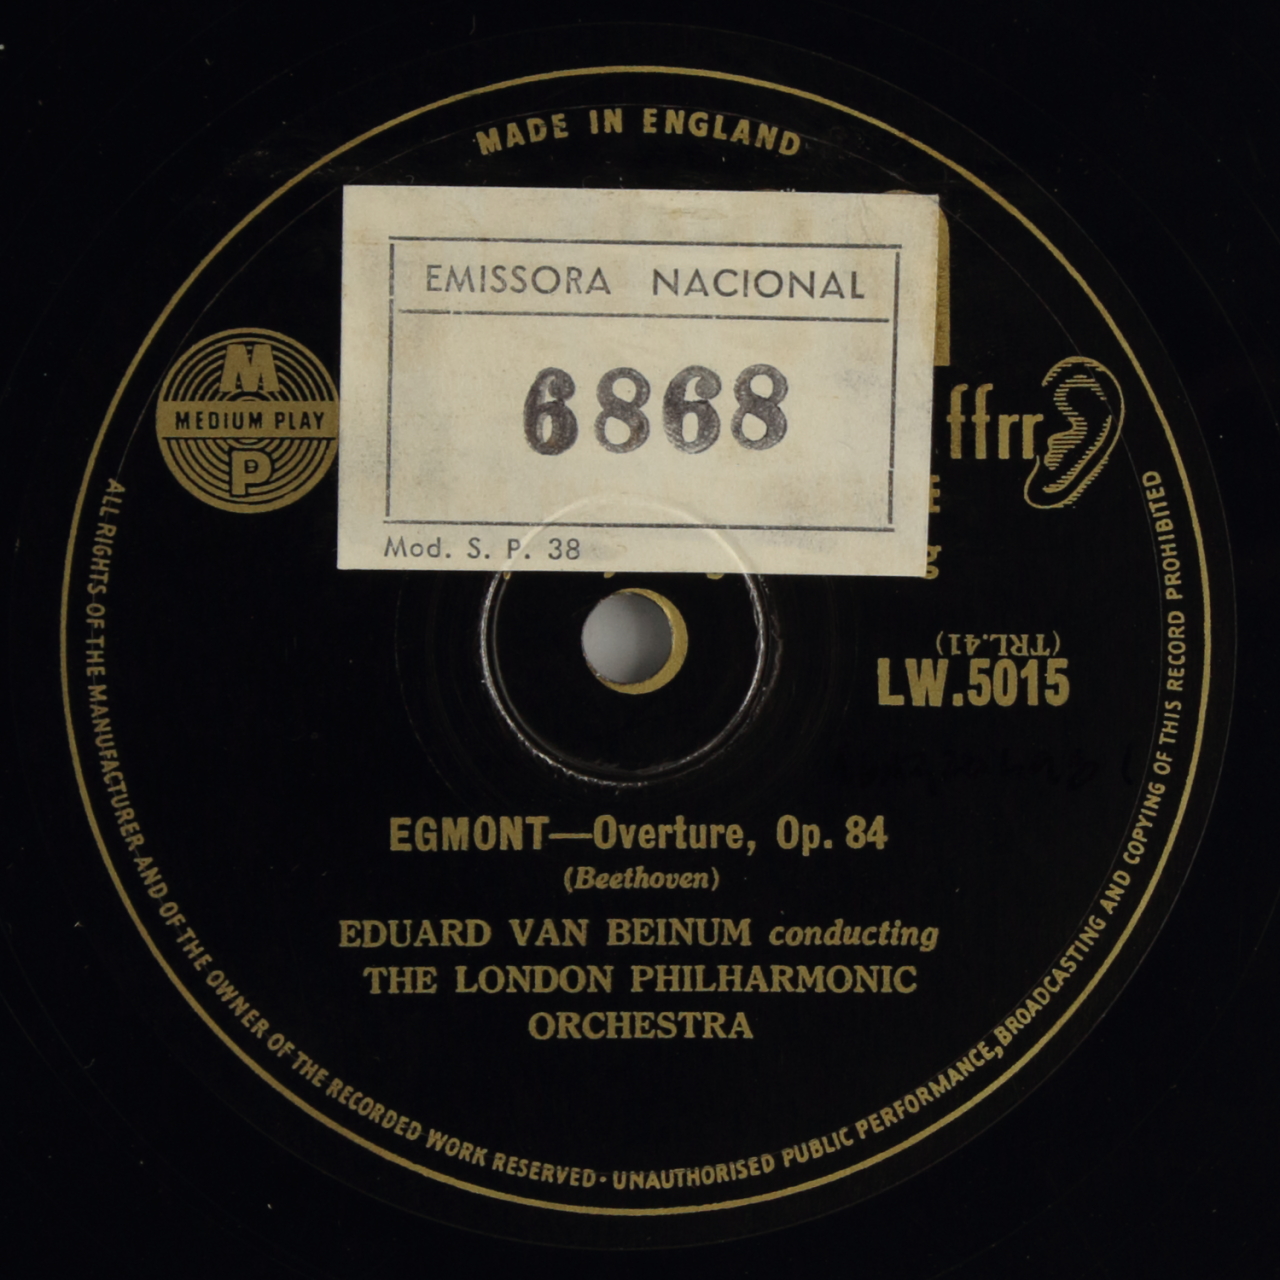 MADE IN ENGLAND
EMISSORA NACIONAL
6868
Mod. S. P. 38
M
MEDIUM PLAY
P
ffrr
(TRL.41)
LW.5015
EGMONT—Overture, Op. 84
(Beethoven)
EDUARD VAN BEINUM conducting
THE LONDON PHILHARMONIC
ORCHESTRA
ALL RIGHTS OF THE MANUFACTURER AND OF THE OWNER OF THE RECORDED WORK RESERVED · UNAUTHORISED PUBLIC PERFORMANCE, BROADCASTING AND COPYING OF THIS RECORD PROHIBITED